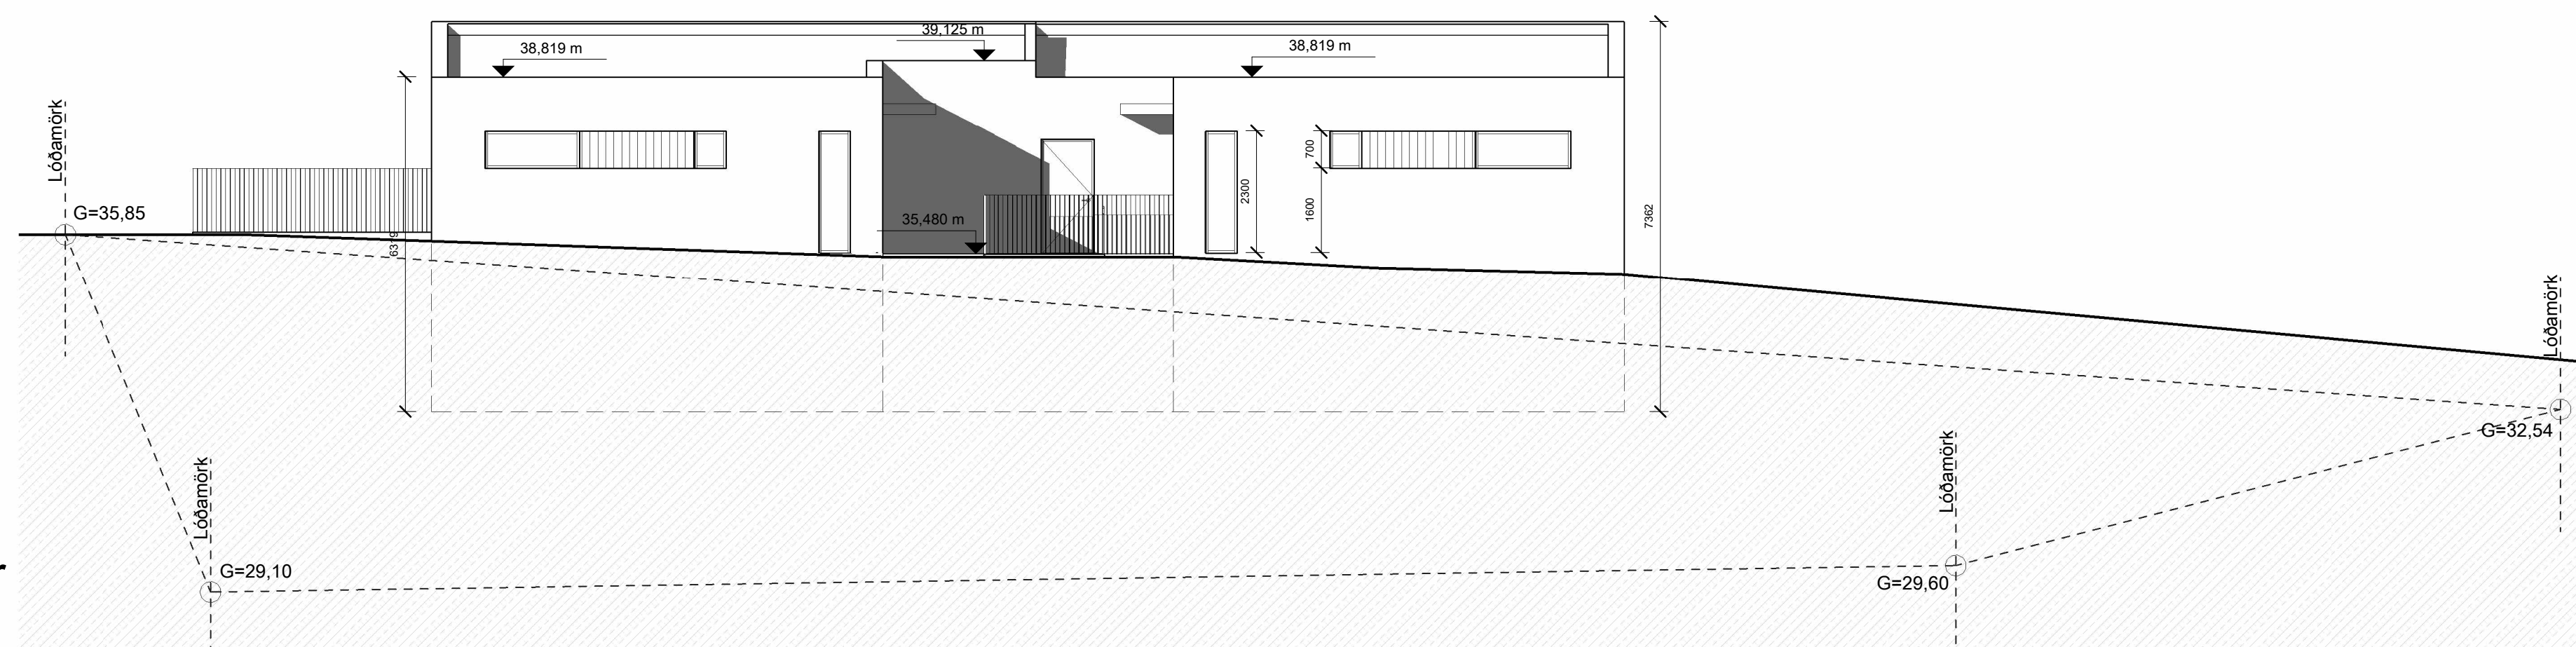 39,125 m
38,819 m
38,819 m
Lóðamörk
700
2300
1600
G=35,85
35,480 m
7362
Lóðamörk
G=32,54
Lóðamörk
Lóðamörk
G=29,10
G=29,60